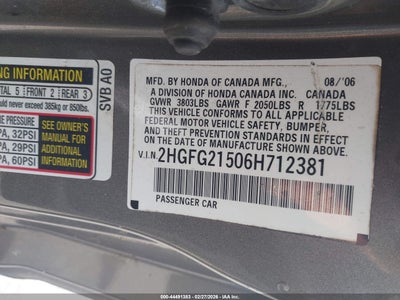 NG INFORMATION
TAL 5 | FRONT 2 | REAR 3
ould never exceed 385kg or 850lbs.
E PRESSURE
PA, 32PSI
PA, 29PSI
PA, 60PSI
SEE OWNER'S
MANUAL FOR
ADDITIONAL
INFORMATION
SVB A0
MFD. BY HONDA OF CANADA MFG., 08/'06
A DIVISION OF HONDA CANADA INC. CANADA
GVWR 3803LBS GAWR F 2050LBS R 1775LBS
THIS VEHICLE CONFORMS TO ALL APPLICABLE
FEDERAL MOTOR VEHICLE SAFETY, BUMPER,
AND THEFT PREVENTION STANDARDS IN EFFECT
ON THE DATE OF MANUFACTURE SHOWN ABOVE.
V.I.N. 2HGFG21506H712381
PASSENGER CAR
000-44491383 - 02/27/2026 - IAA Inc.